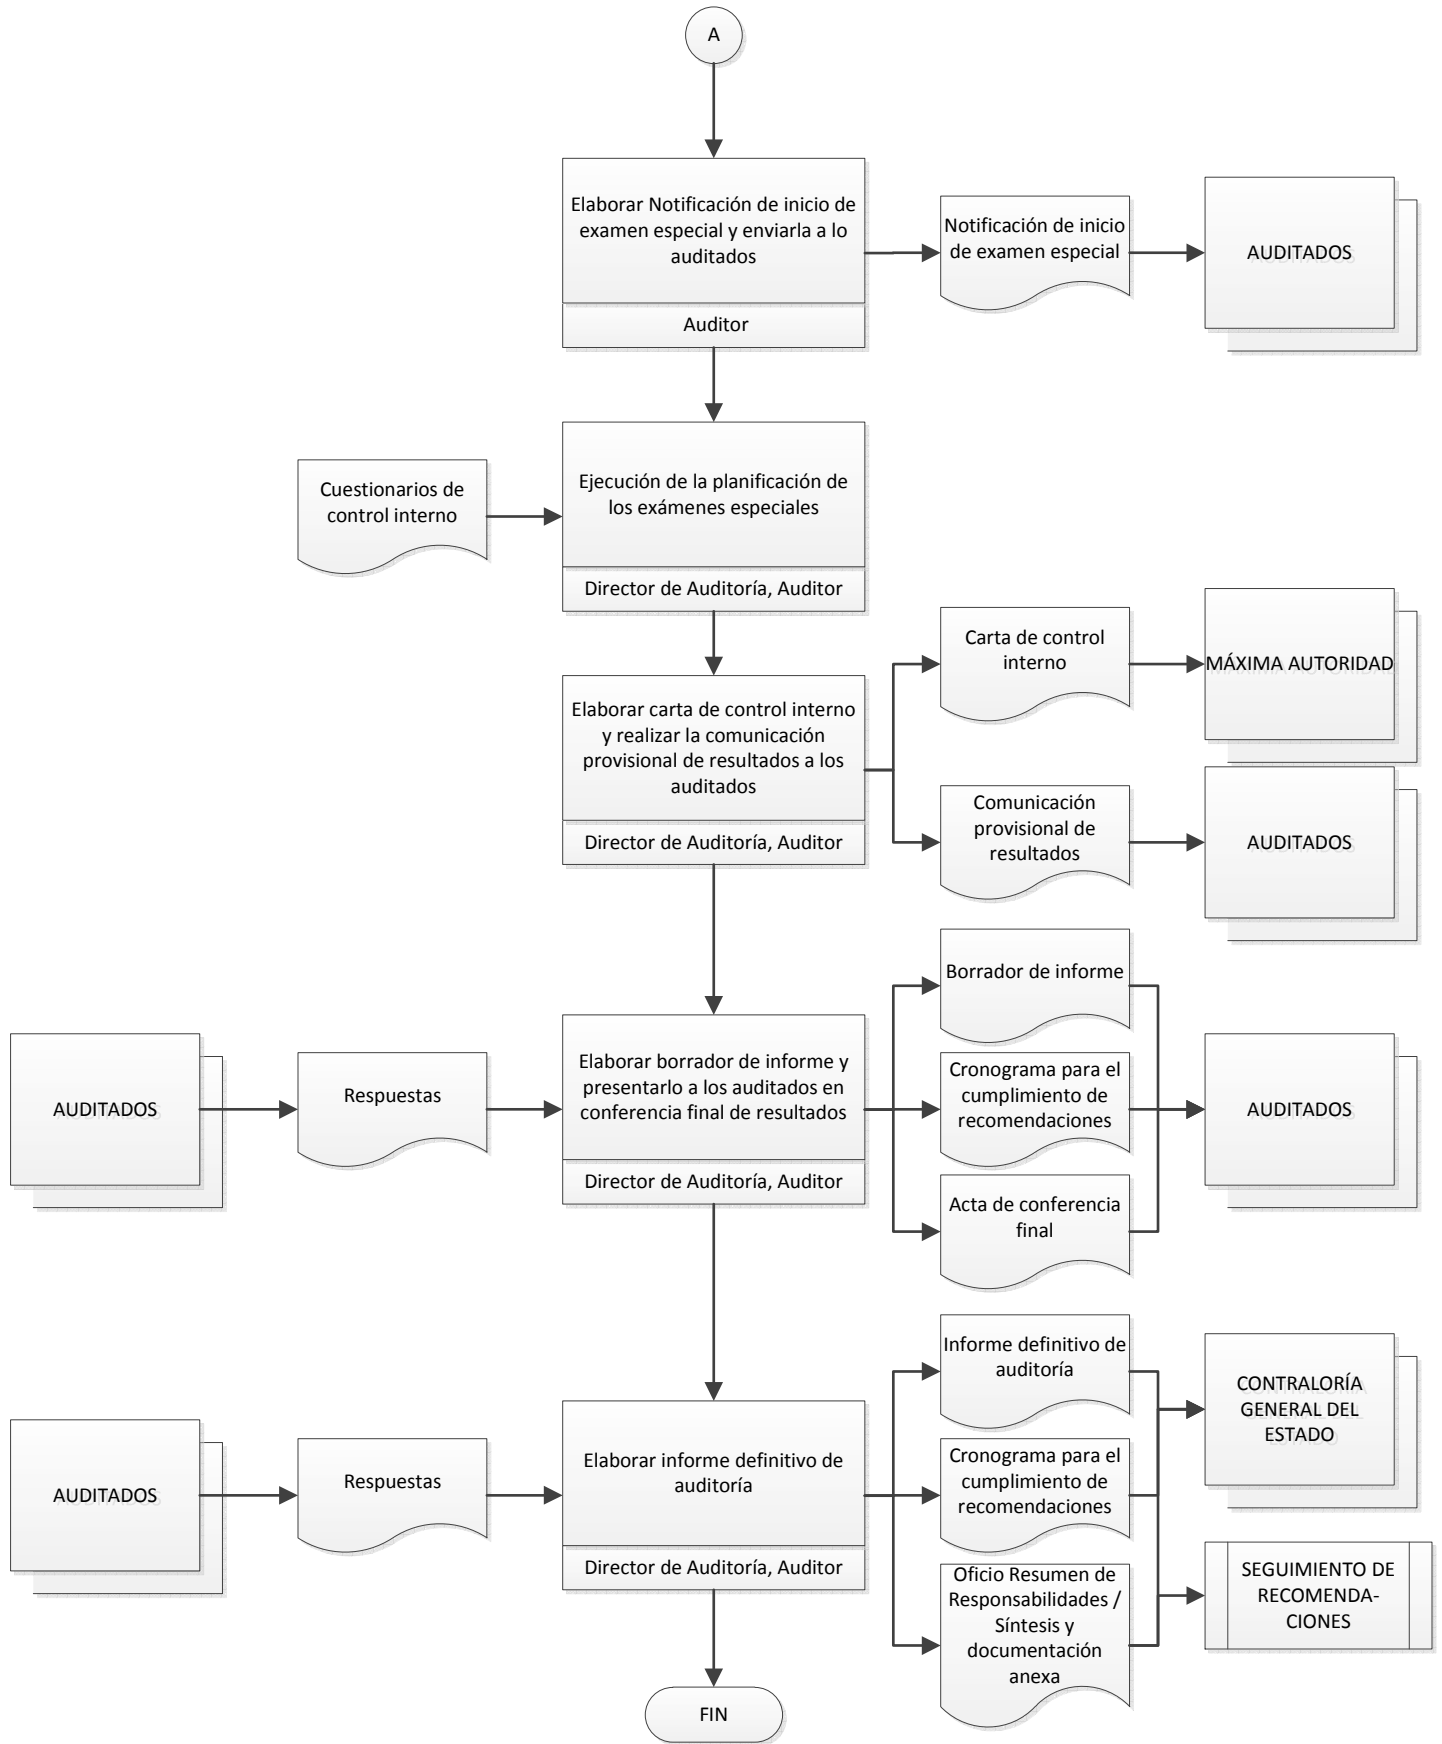 A
Elaborar Notificación de inicio de
examen especial y enviarla a lo
auditados
Auditor
Notificación de inicio
de examen especial
AUDITADOS
Cuestionarios de
control interno
Ejecución de la planificación de
los exámenes especiales
Director de Auditoría, Auditor
Elaborar carta de control interno
y realizar la comunicación
provisional de resultados a los
auditados
Director de Auditoría, Auditor
Carta de control
interno
MÁXIMA AUTORIDAD
Comunicación
provisional de
resultados
AUDITADOS
AUDITADOS
Respuestas
Elaborar borrador de informe y
presentarlo a los auditados en
conferencia final de resultados
Director de Auditoría, Auditor
Borrador de informe
Cronograma para el
cumplimiento de
recomendaciones
Acta de conferencia
final
AUDITADOS
AUDITADOS
Respuestas
Elaborar informe definitivo de
auditoría
Director de Auditoría, Auditor
Informe definitivo de
auditoría
Cronograma para el
cumplimiento de
recomendaciones
Oficio Resumen de
Responsabilidades /
Síntesis y
documentación
anexa
CONTRALORÍA
GENERAL DEL
ESTADO
SEGUIMIENTO DE
RECOMENDA-
CIONES
FIN